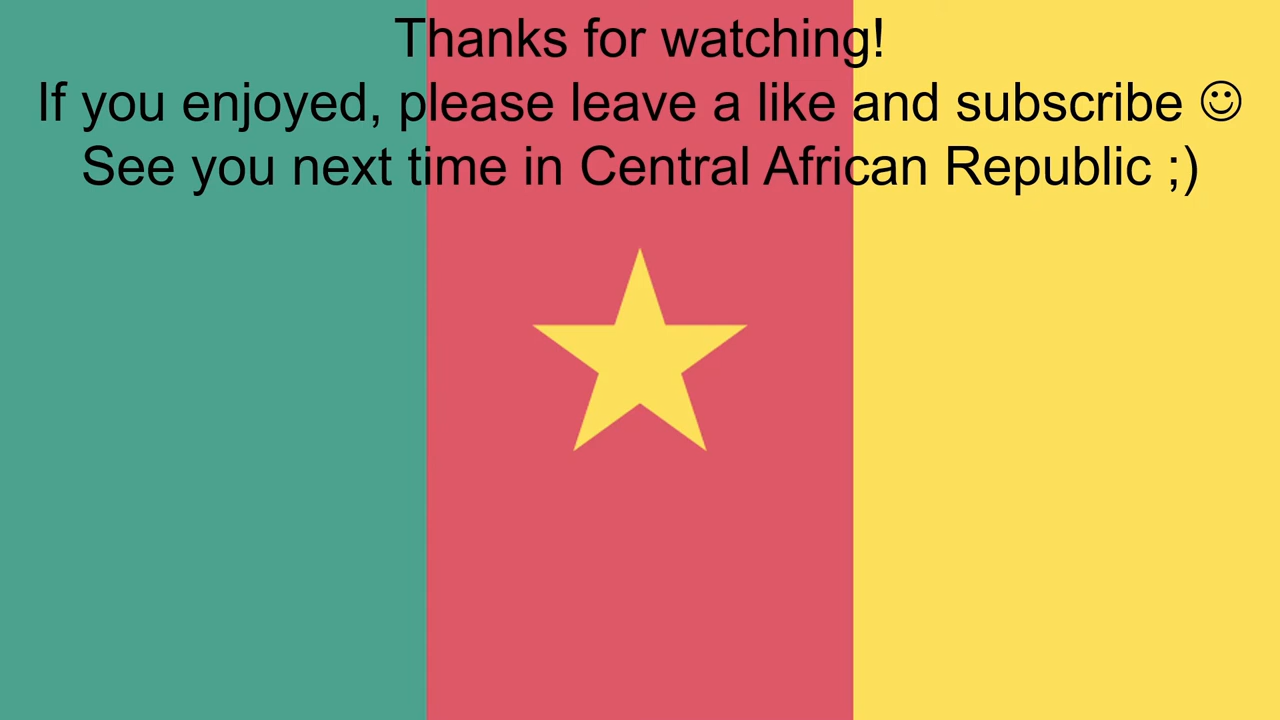 Thanks for watching!
If you enjoyed, please leave a like and subscribe ☺
See you next time in Central African Republic ;)